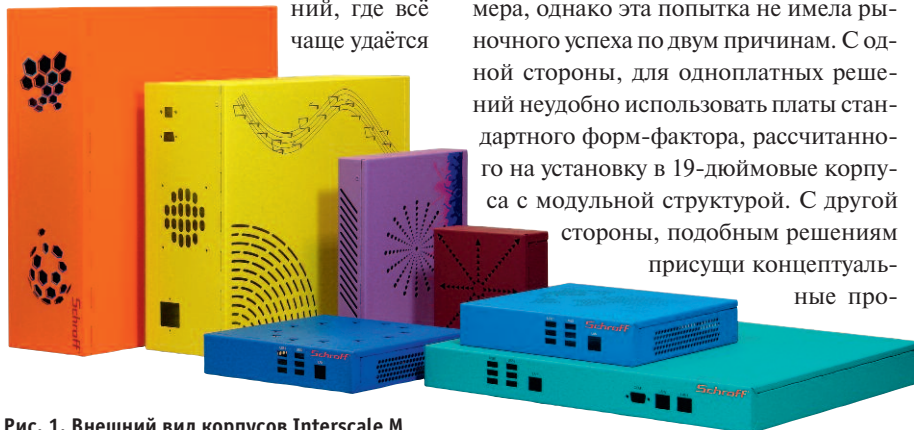 ний, где всё
чаще удаётся
мера, однако эта попытка не имела ры-
ночного успеха по двум причинам. С од-
ной стороны, для одноплатных реше-
ний неудобно использовать платы стан-
дартного форм-фактора, рассчитанно-
го на установку в 19-дюймовые корпу-
са с модульной структурой. С другой
стороны, подобным решениям
присущи концептуаль-
ные про-
Schroff
Schroff
Schroff
Schroff
Рис. 1. Внешний вид корпусов Interscale M